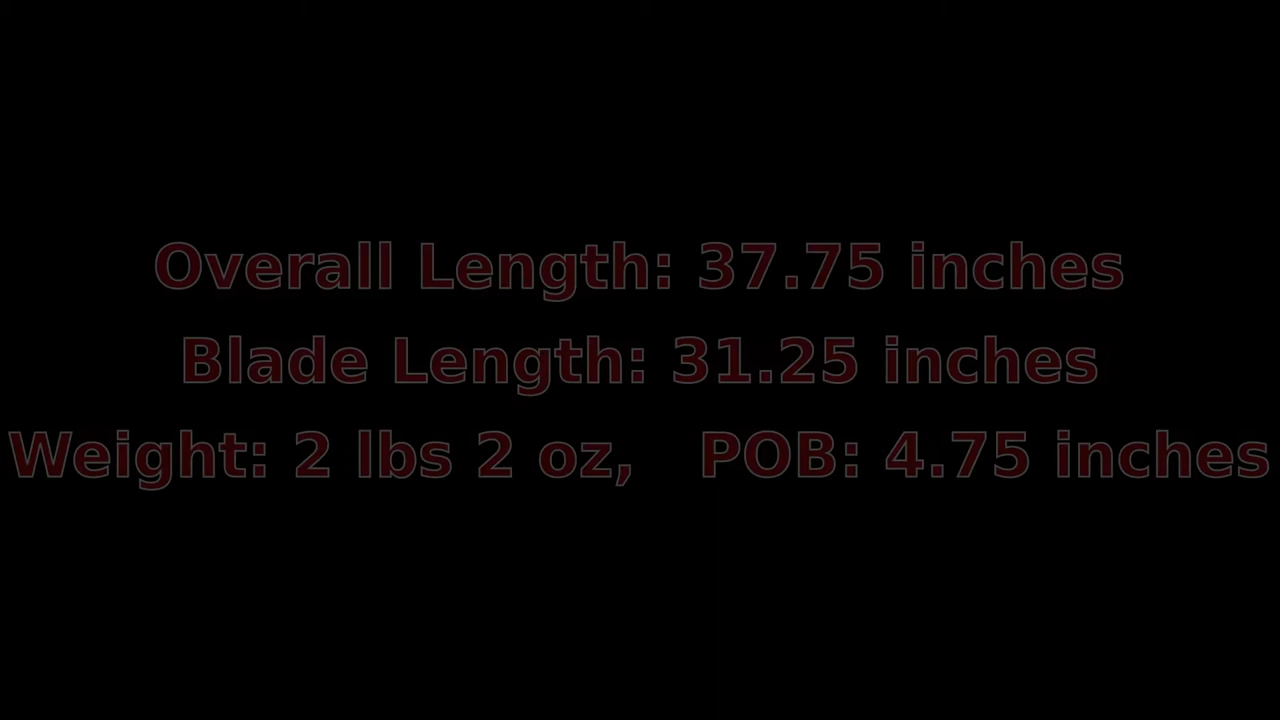 Overall Length: 37.75 inches
Blade Length: 31.25 inches
Weight: 2 lbs 2 oz, POB: 4.75 inches